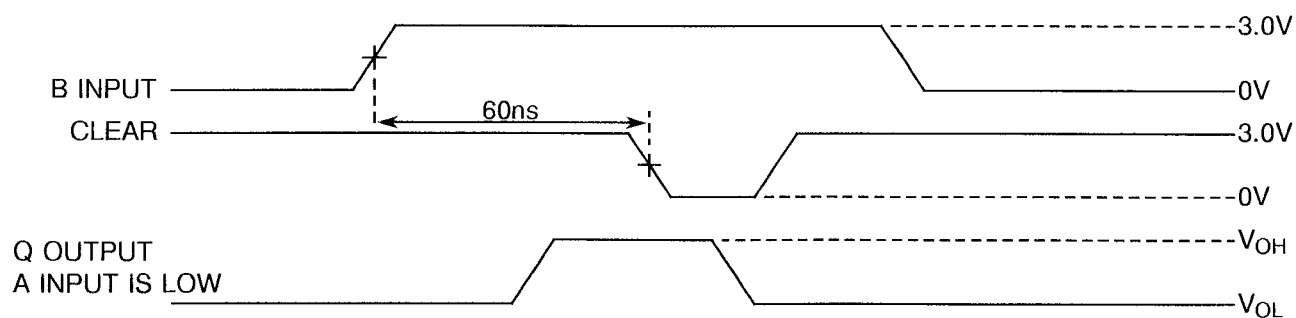 3.0V
B INPUT
0V
60ns
CLEAR
3.0V
0V
Q OUTPUT
VOH
A INPUT IS LOW
VOL